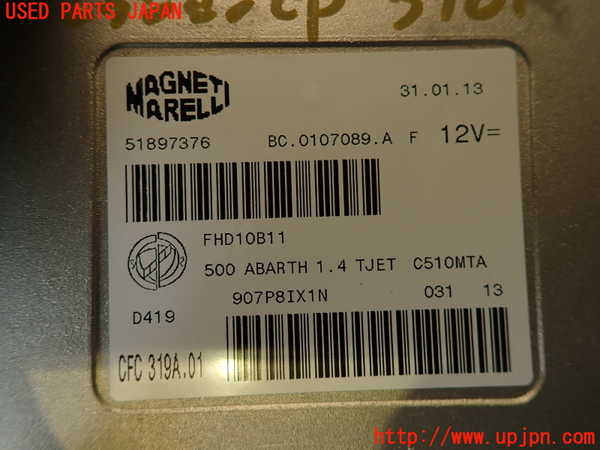 USED PARTS JAPAN
MAGNETI MARELLI
31.01.13
51897376 BC.0107089.A F 12V=
FHD10B11
500 ABARTH 1.4 TJET C510MTA
907P8IX1N 031 13
D419
CFC 319A.01
http://www.upjpn.com